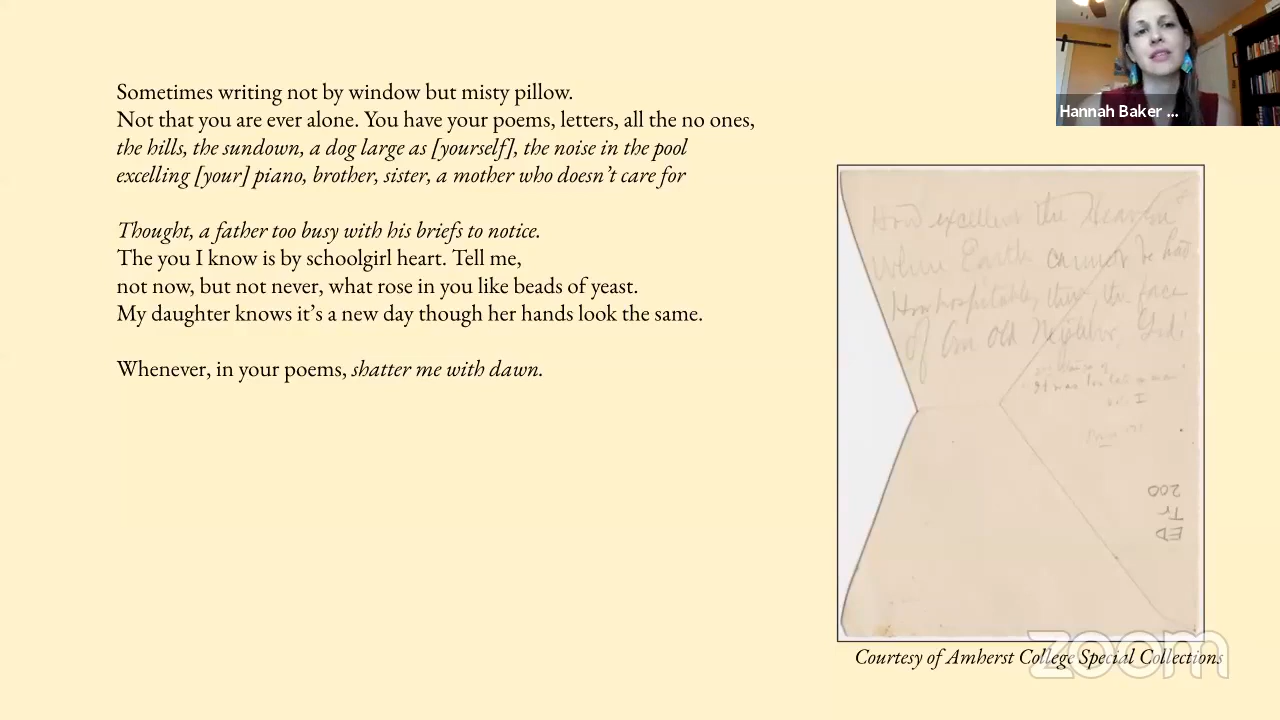 Sometimes writing not by window but misty pillow.
Not that you are ever alone. You have your poems, letters, all the no ones,
the hills, the sundown, a dog large as [yourself], the noise in the pool
excelling [your] piano, brother, sister, a mother who doesn’t care for
Thought, a father too busy with his briefs to notice.
The you I know is by schoolgirl heart. Tell me,
not now, but not never, what rose in you like beads of yeast.
My daughter knows it’s a new day though her hands look the same.
Whenever, in your poems, shatter me with dawn.
Hannah Baker ...
How excellent the Heaven
When Earth cannot be had
How hospitable then the face
of Our Old Neighbor, God!
200
Tr
ED
Courtesy of Amherst College Special Collections
zoom